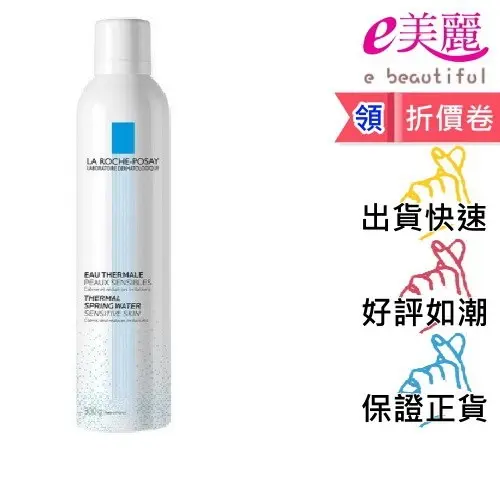 e美麗
e beautiful
領 折價卷
出貨快速
好評如潮
保證正貨
LA ROCHE-POSAY
LABORATOIRE DERMATOLOGIQUE
EAU THERMALE
PEAUX SENSIBLES
THERMAL
SPRING WATER
SENSITIVE SKIN
300g